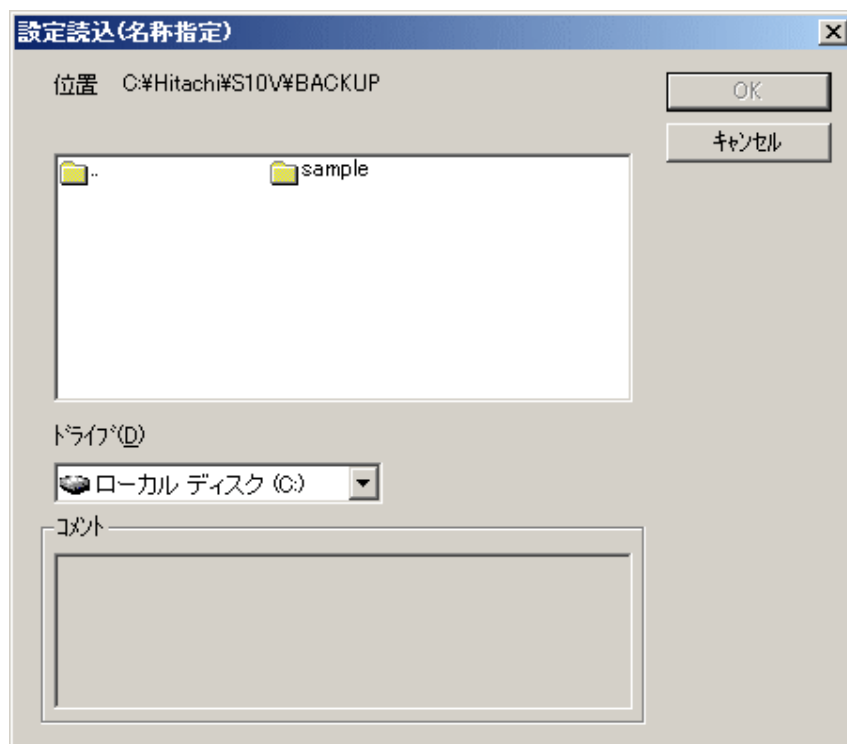 設定読込(名称指定)
位置 C:¥Hitachi¥S10V¥BACKUP
OK
キャンセル
..
sample
ドライブ(D)
ローカル ディスク (C:)
コメント